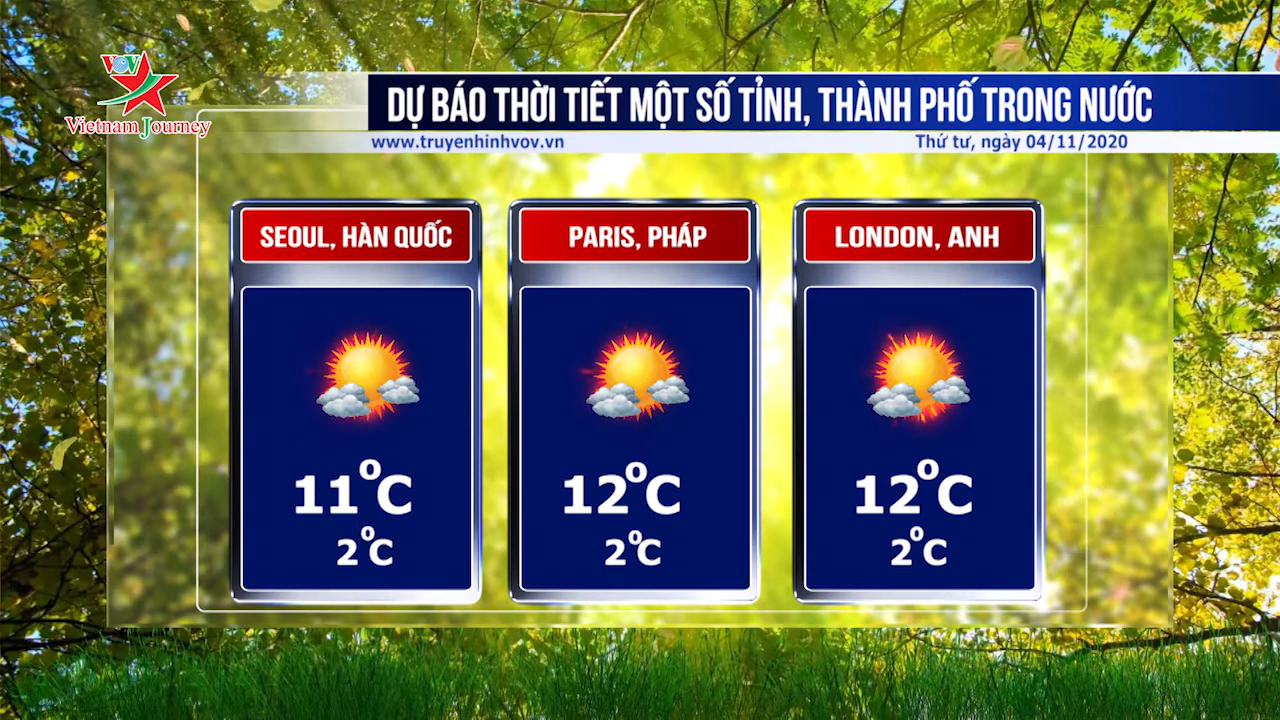 VOV
Vietnam Journey
DỰ BÁO THỜI TIẾT MỘT SỐ TỈNH, THÀNH PHỐ TRONG NƯỚC
www.truyenhinhvov.vn
Thứ tư, ngày 04/11/2020
SEOUL, HÀN QUỐC
11°C
2°C
PARIS, PHÁP
12°C
2°C
LONDON, ANH
12°C
2°C